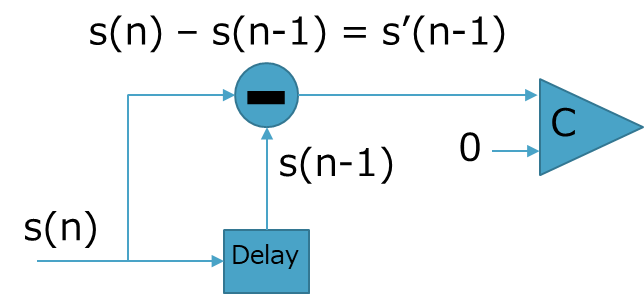 s(n) – s(n-1) = s’(n-1)
C
0
s(n-1)
s(n)
Delay